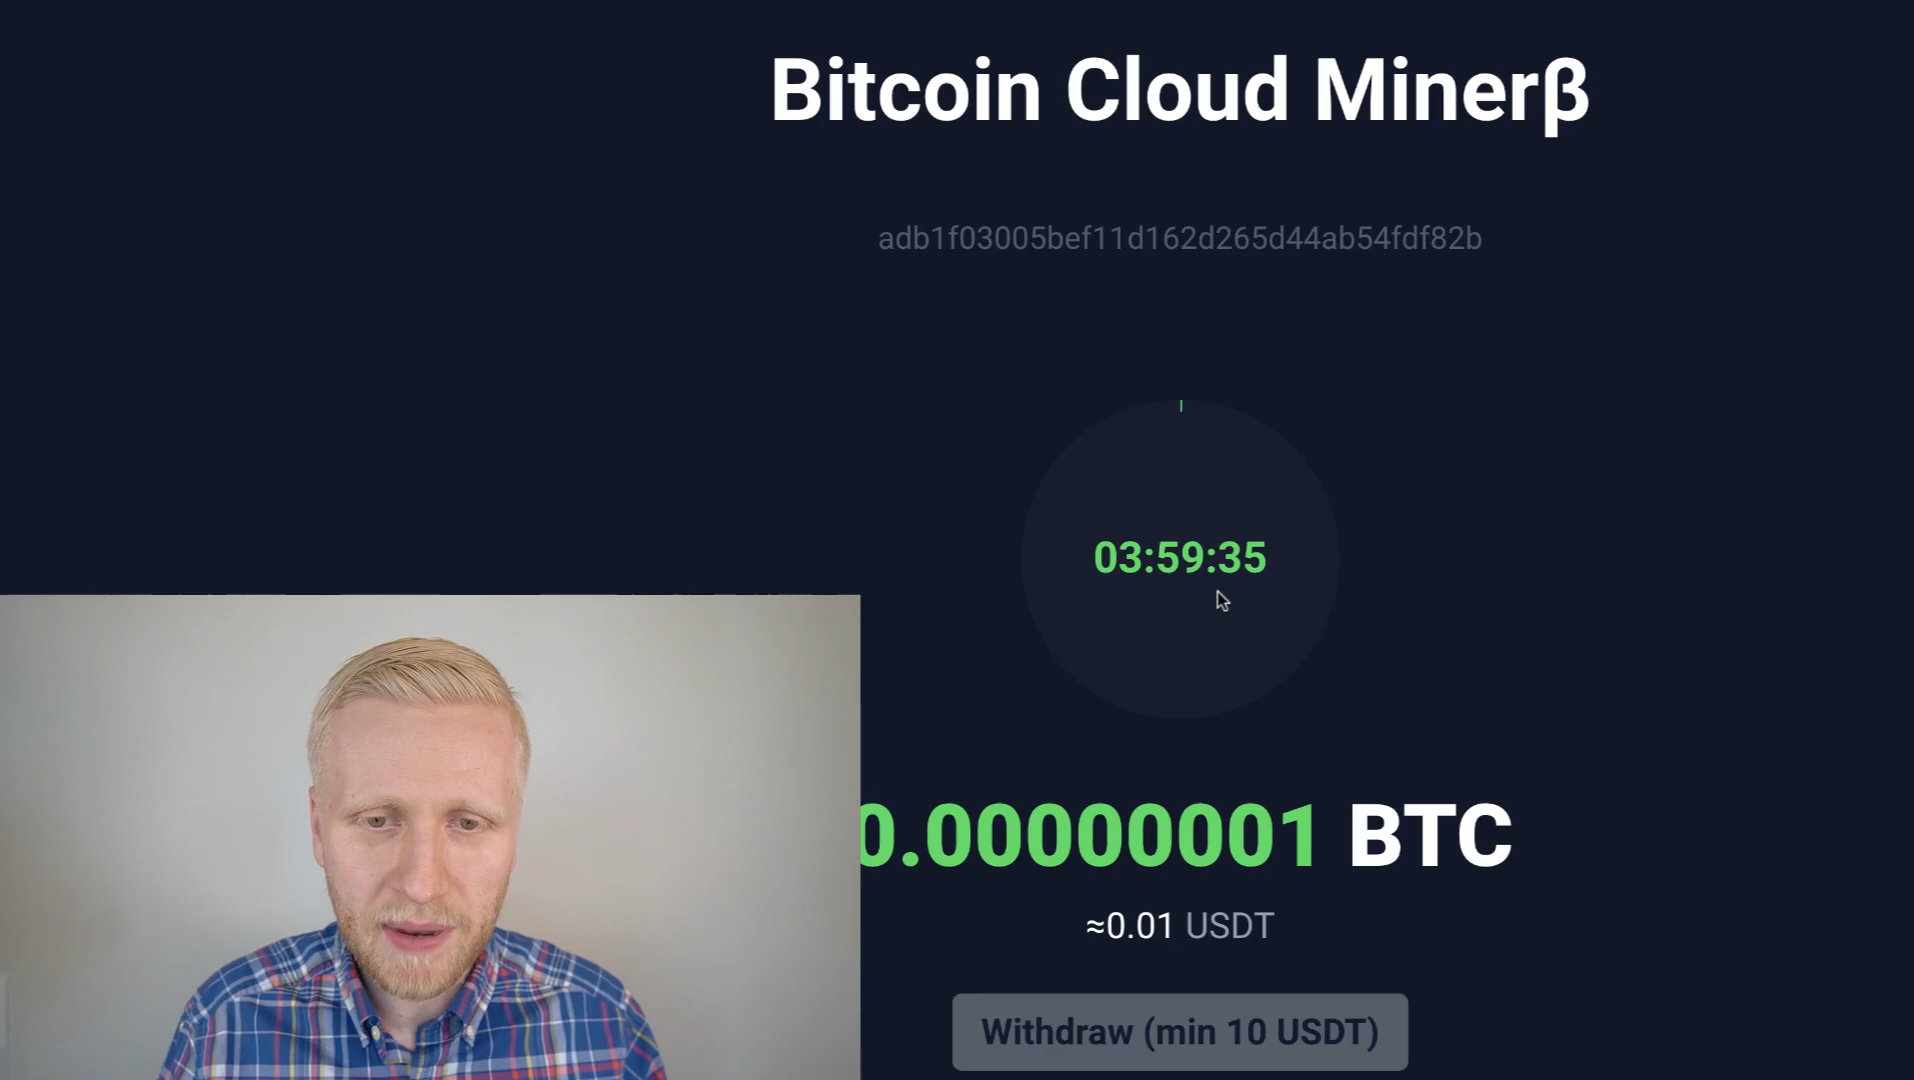 Bitcoin Cloud Minerβ
adb1f03005bef11d162d265d44ab54fdf82b
03:59:35
0.00000001 BTC
≈0.01 USDT
Withdraw (min 10 USDT)